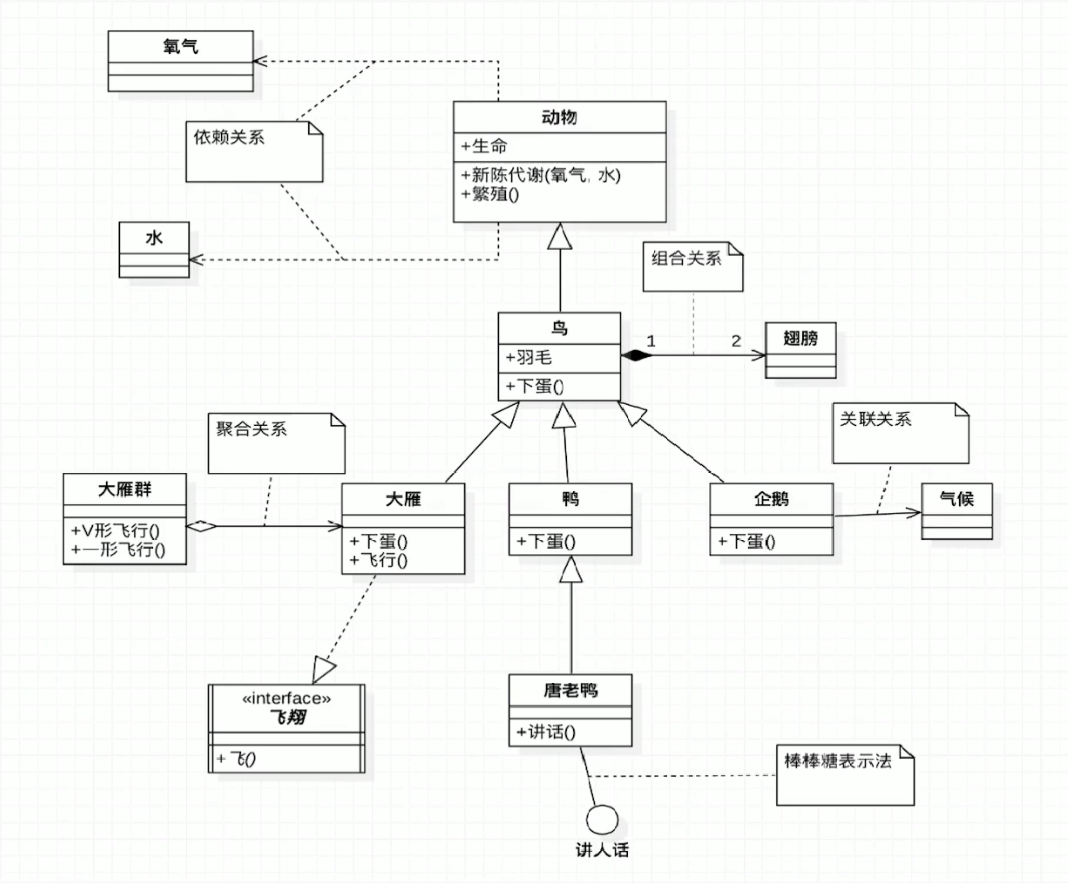 氧气
动物
+生命
+新陈代谢(氧气, 水)
+繁殖()
依赖关系
水
组合关系
鸟
+羽毛
+下蛋()
1
2
翅膀
聚合关系
关联关系
大雁群
+V形飞行()
+一形飞行()
大雁
+下蛋()
+飞行()
鸭
+下蛋()
企鹅
+下蛋()
气候
«interface»
飞翔
+飞()
唐老鸭
+讲话()
棒棒糖表示法
讲人话